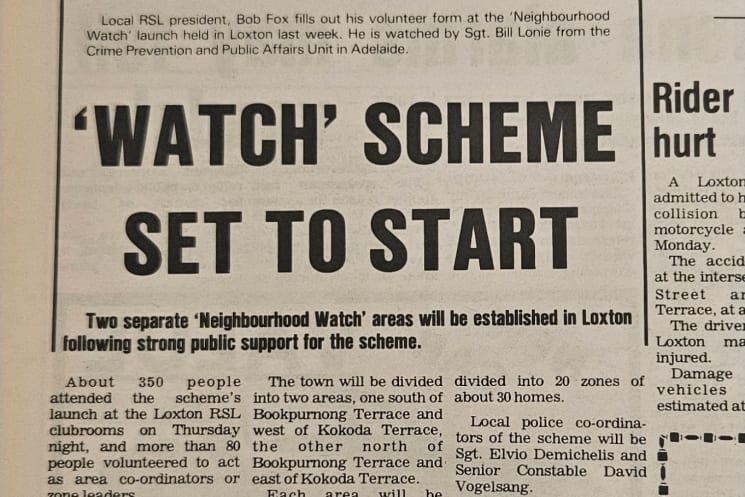 Local RSL president, Bob Fox fills out his volunteer form at the 'Neighbourhood
Watch' launch held in Loxton last week. He is watched by Sgt. Bill Lonie from the
Crime Prevention and Public Affairs Unit in Adelaide.
'WATCH' SCHEME
SET TO START
Two separate 'Neighbourhood Watch' areas will be established in Loxton
following strong public support for the scheme.
About 350 people
attended the scheme's
launch at the Loxton RSL
clubrooms on Thursday
night, and more than 80
people volunteered to act
as area co-ordinators or
zone leaders.
The town will be divided
into two areas, one south of
Bookpurnong Terrace and
west of Kokoda Terrace,
the other north of
Bookpurnong Terrace and
east of Kokoda Terrace.
Each area will be
divided into 20 zones of
about 30 homes.
Local police co-ordina-
tors of the scheme will be
Sgt. Elvio Demichelis and
Senior Constable David
Vogelsang.
Rider
hurt
A Loxton
admitted to
collision
motorcycle
Monday.
The
at the
Street
Terrace, at
The
Loxton
injured.
Damage
vehicles
estimated at